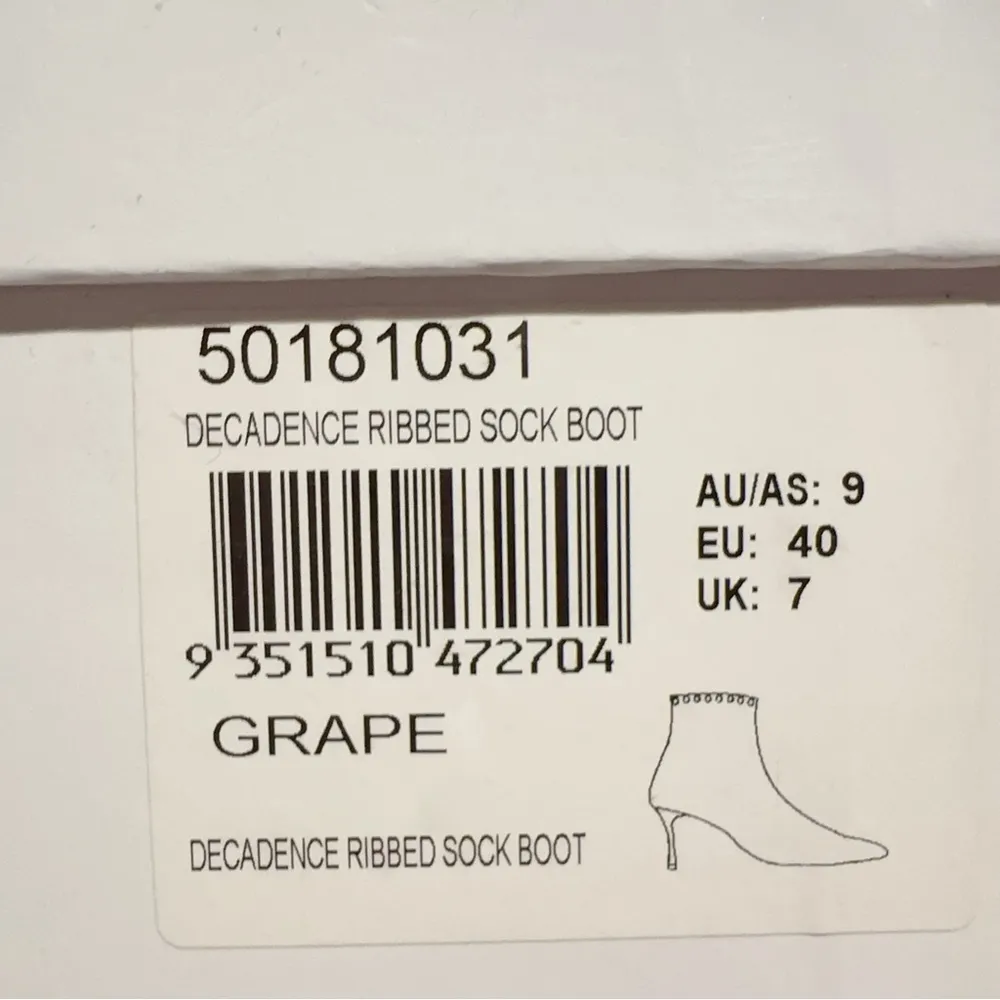 50181031
DECADENCE RIBBED SOCK BOOT
AU/AS: 9
EU: 40
UK: 7
9 351510 472704
GRAPE
DECADENCE RIBBED SOCK BOOT